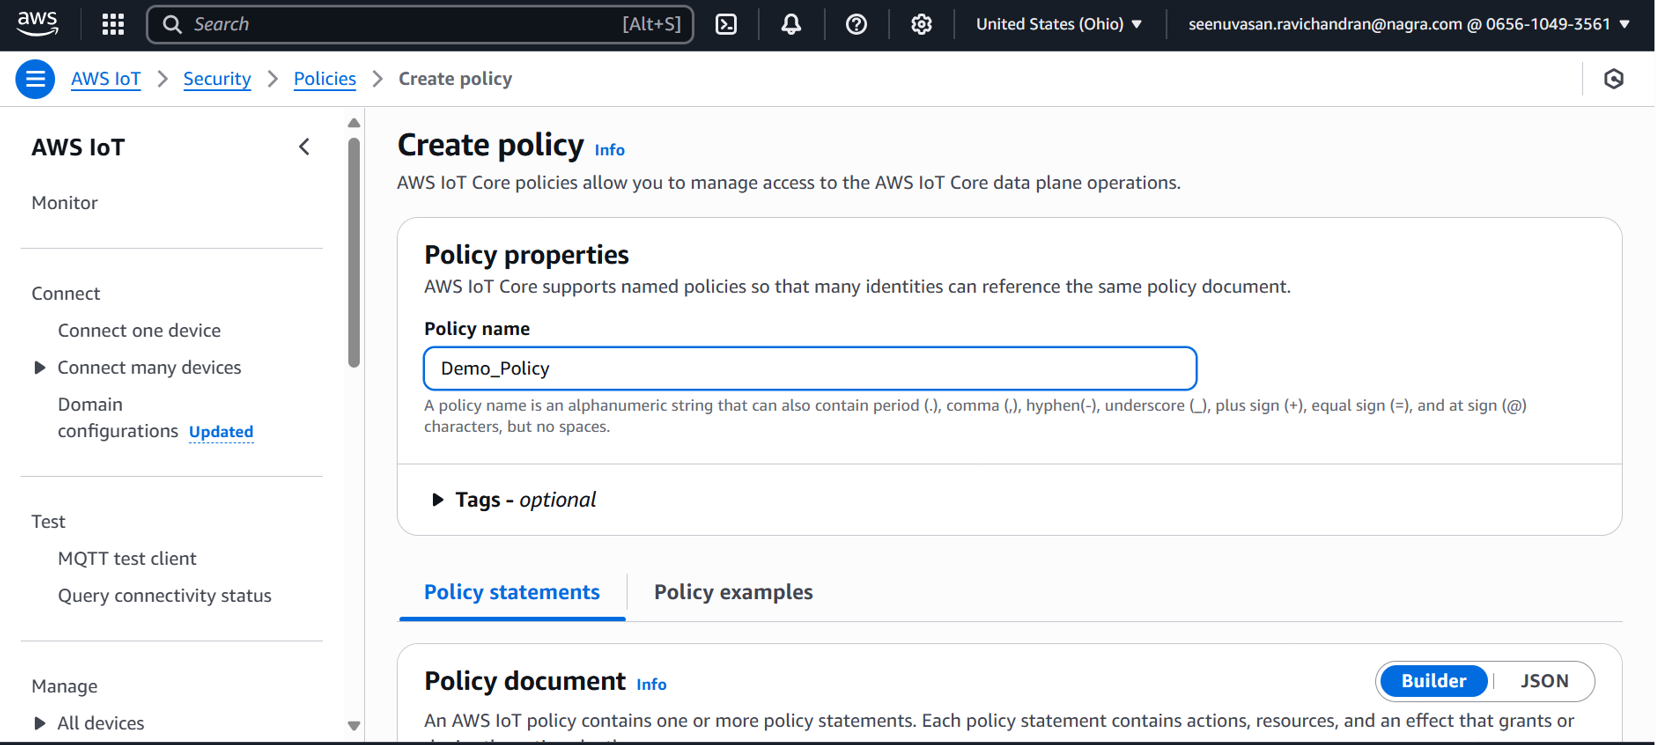 aws
Search [Alt+S]
United States (Ohio) ▼
seenuvasan.ravichandran@nagra.com @ 0656-1049-3561 ▼
AWS IoT > Security > Policies > Create policy
AWS IoT
Monitor
Connect
Connect one device
Connect many devices
Domain
configurations Updated
Test
MQTT test client
Query connectivity status
Manage
All devices
Create policy Info
AWS IoT Core policies allow you to manage access to the AWS IoT Core data plane operations.
Policy properties
AWS IoT Core supports named policies so that many identities can reference the same policy document.
Policy name
Demo_Policy
A policy name is an alphanumeric string that can also contain period (.), comma (,), hyphen(-), underscore (_), plus sign (+), equal sign (=), and at sign (@)
characters, but no spaces.
Tags - optional
Policy statements
Policy examples
Policy document Info
Builder
JSON
An AWS IoT policy contains one or more policy statements. Each policy statement contains actions, resources, and an effect that grants or